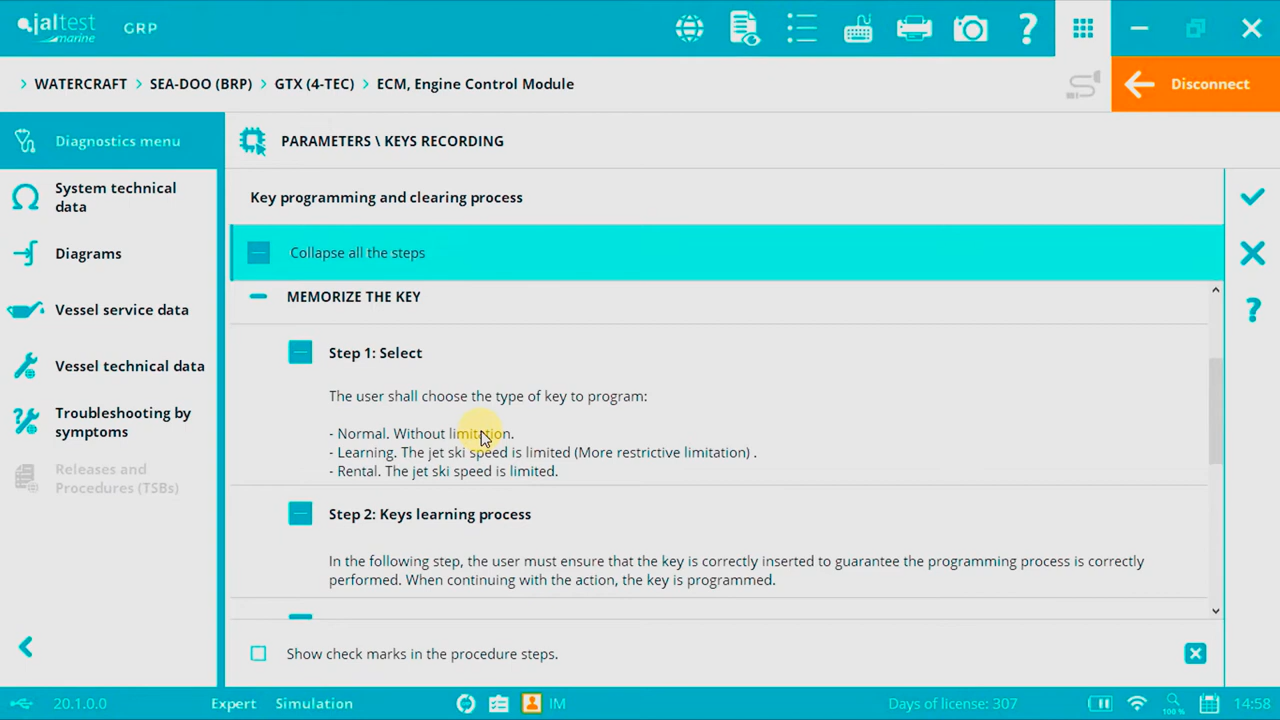 jaltest
marine
GRP
?
> WATERCRAFT > SEA-DOO (BRP) > GTX (4-TEC) > ECM, Engine Control Module
Disconnect
Diagnostics menu
System technical
data
Diagrams
Vessel service data
Vessel technical data
Troubleshooting by
symptoms
Releases and
Procedures (TSBs)
PARAMETERS \ KEYS RECORDING
Key programming and clearing process
Collapse all the steps
MEMORIZE THE KEY
Step 1: Select
The user shall choose the type of key to program:
- Normal. Without limitation.
- Learning. The jet ski speed is limited (More restrictive limitation) .
- Rental. The jet ski speed is limited.
Step 2: Keys learning process
In the following step, the user must ensure that the key is correctly inserted to guarantee the programming process is correctly
performed. When continuing with the action, the key is programmed.
Show check marks in the procedure steps.
?
20.1.0.0
Expert
Simulation
IM
Days of license: 307
100 %
14:58